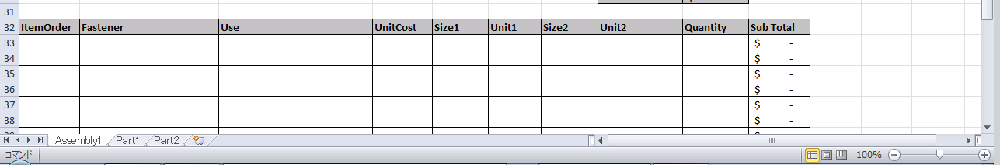 31
32 ItemOrder Fastener Use UnitCost Size1 Unit1 Size2 Unit2 Quantity Sub Total
33 $ -
34 $ -
35 $ -
36 $ -
37 $ -
38 $ -
Assembly1 Part1 Part2
コマンド 100%